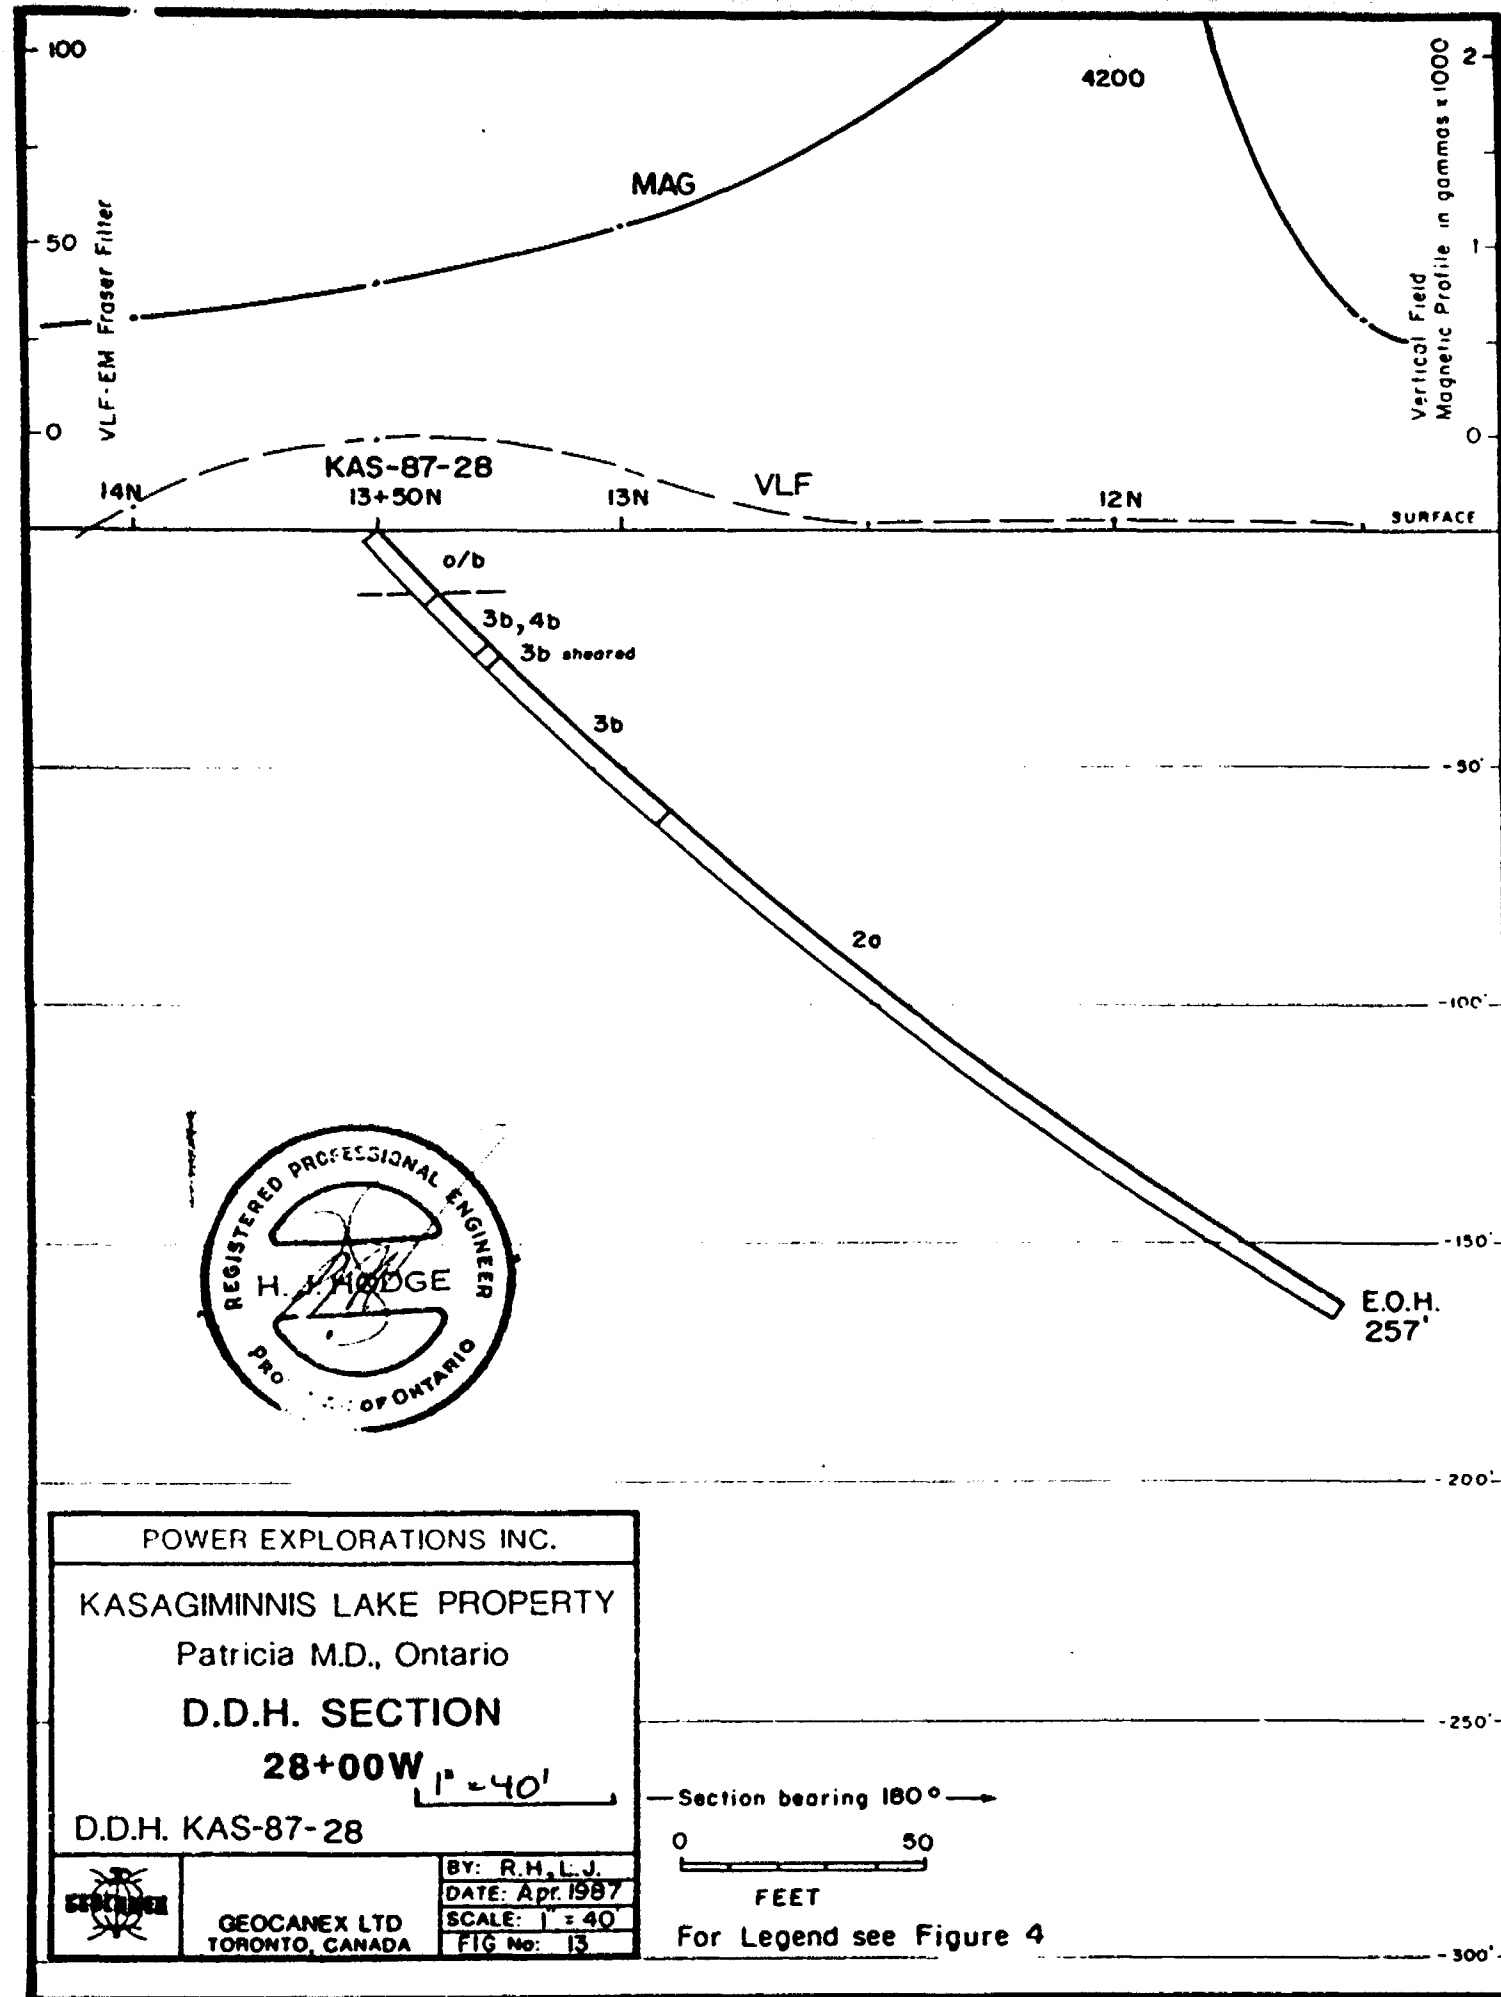 100
4200
2
MAG
50
1
VLF-EM Fraser Filter
Vertical Field
Magnetic Profile in gammas x 1000
0
0
KAS-87-28
14N
13+50N
13N
VLF
12N
SURFACE
o/b
3b, 4b
3b sheared
3b
-50'
2a
-100'
REGISTERED PROFESSIONAL ENGINEER
H. J. HODGE
OF ONTARIO
-150'
E.O.H.
257'
-200'
POWER EXPLORATIONS INC.
KASAGIMINNIS LAKE PROPERTY
Patricia M.D., Ontario
D.D.H. SECTION
28+00W
1" = 40'
D.D.H. KAS-87-28
-250'
Section bearing 180°
0 50
FEET
GEOCANEX
GEOCANEX LTD
TORONTO, CANADA
BY: R.H., L.J.
DATE: Apr. 1987
SCALE: 1" = 40'
FIG No: 13
For Legend see Figure 4
-300'